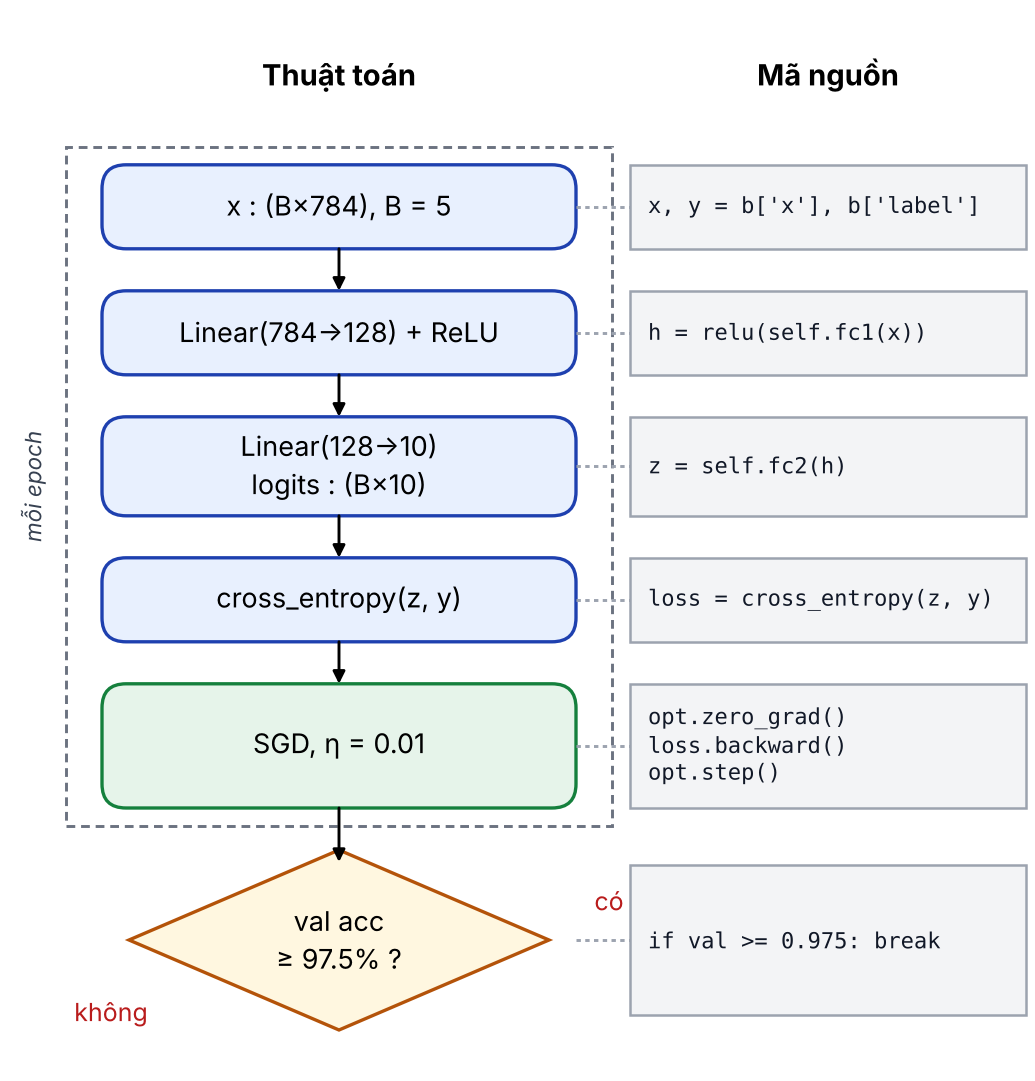 Thuật toán
Mã nguồn
x : (B×784), B = 5
x, y = b['x'], b['label']
Linear(784→128) + ReLU
h = relu(self.fc1(x))
mỗi epoch
Linear(128→10)
logits : (B×10)
z = self.fc2(h)
cross_entropy(z, y)
loss = cross_entropy(z, y)
SGD, η = 0.01
opt.zero_grad()
loss.backward()
opt.step()
val acc
≥ 97.5% ?
có
if val >= 0.975: break
không